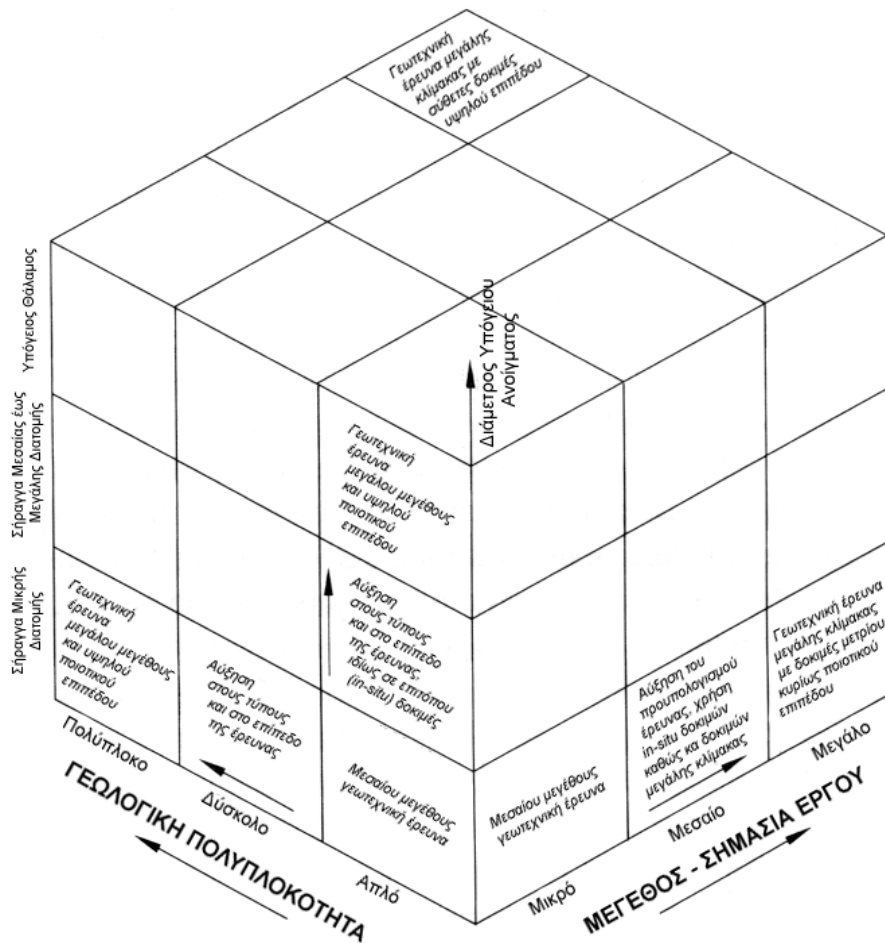 Γεωτεχνική
έρευνα μεγάλης
κλίμακας με
σύθετες δοκιμές
υψηλού επιπέδου
Υπόγειος Θάλαμος
Σήραγγα Μεσαίας έως
Μεγάλης Διατομής
Σήραγγα Μικρής
Διατομής
Διάμετρος Υπόγειου
Ανοίγματος
Γεωτεχνική
έρευνα
μεγάλου μεγέθους
και υψηλού
ποιοτικού
επιπέδου
Αύξηση
στους τύπους
και στο επίπεδο
της έρευνας,
ιδίως σε επιτόπου
(in-situ) δοκιμές
Γεωτεχνική
έρευνα
μεγάλου μεγέθους
και υψηλού
ποιοτικού
επιπέδου
Αύξηση
στους τύπους
και στο επίπεδο
της έρευνας
Μεσαίου μεγέθους
γεωτεχνική έρευνα
Μεσαίου μεγέθους
γεωτεχνική έρευνα
Αύξηση του
προυπολογισμού
έρευνας, χρήση
in-situ δοκιμών
καθώς κα δοκιμών
μεγάλης κλίμακας
Γεωτεχνική έρευνα
μεγάλης κλίμακας
με δοκιμές μετρίου
κυρίως ποιοτικού
επιπέδου
Πολύπλοκο
Δύσκολο
Απλό
ΓΕΩΛΟΓΙΚΗ ΠΟΛΥΠΛΟΚΟΤΗΤΑ
Μικρό
Μεσαίο
Μεγάλο
ΜΕΓΕΘΟΣ - ΣΗΜΑΣΙΑ ΕΡΓΟΥ